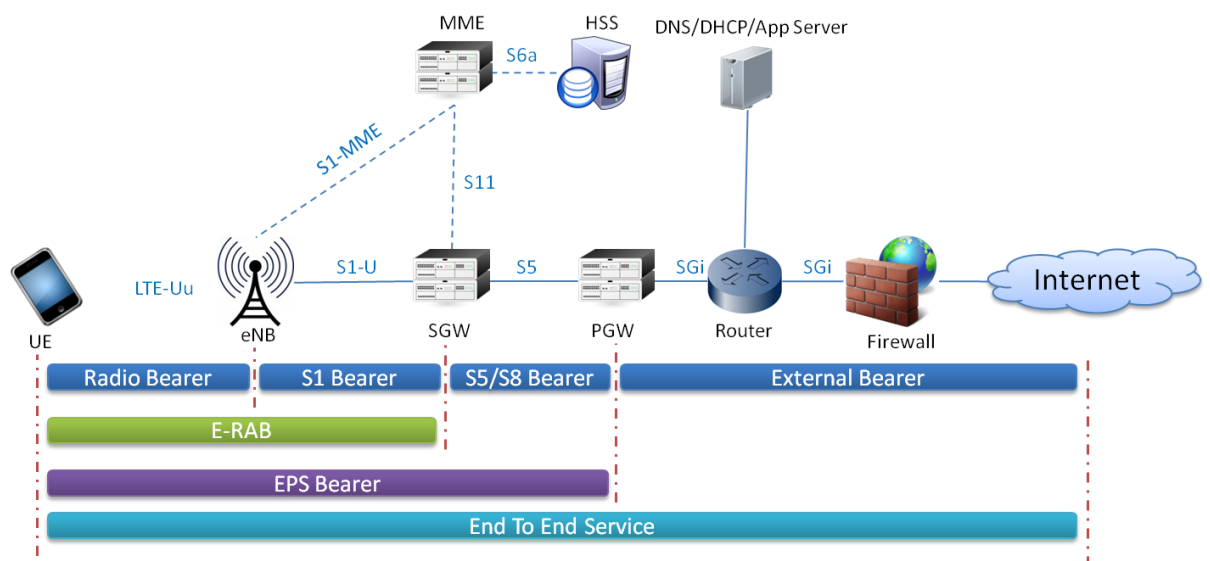 MME
HSS
DNS/DHCP/App Server
S6a
S1-MME
S11
LTE-Uu
S1-U
S5
SGi
SGi
Internet
UE
eNB
SGW
PGW
Router
Firewall
Radio Bearer
S1 Bearer
S5/S8 Bearer
External Bearer
E-RAB
EPS Bearer
End To End Service